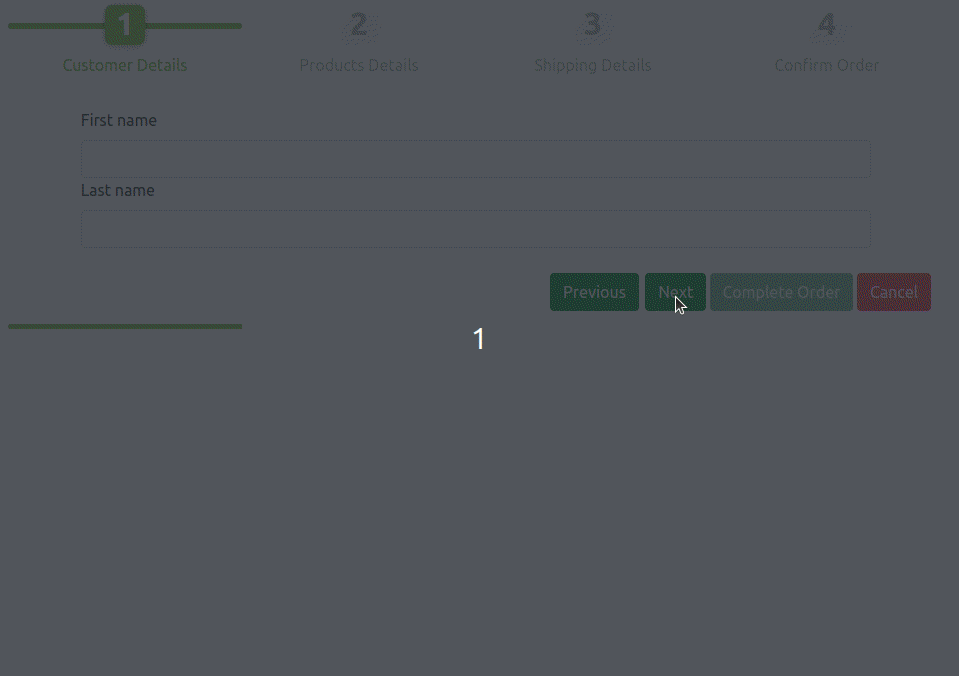 1 2 3 4
Customer Details Products Details Shipping Details Confirm Order
First name
Last name
Previous Next Complete Order Cancel
1